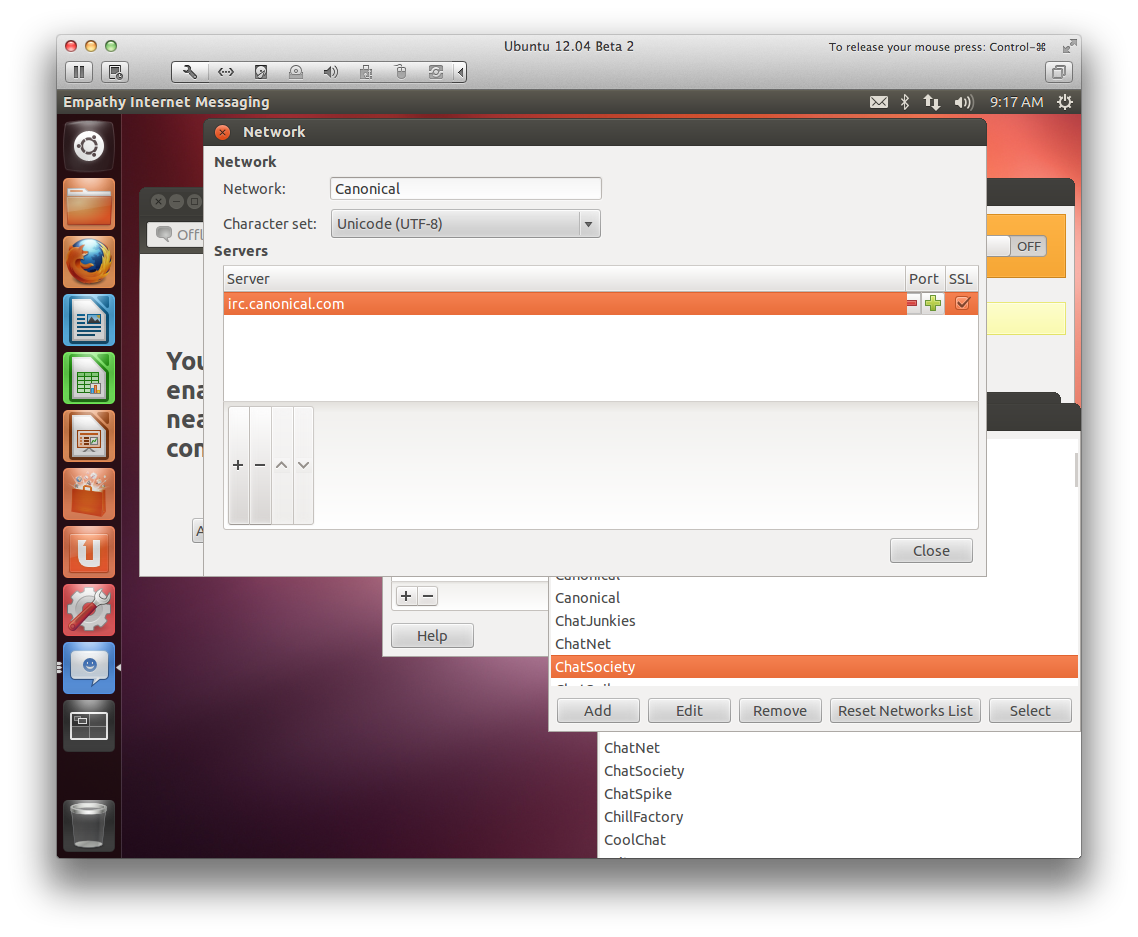 Ubuntu 12.04 Beta 2
To release your mouse press: Control-⌘
Empathy Internet Messaging
9:17 AM
Network
Network
Network:
Canonical
Character set:
Unicode (UTF-8)
Offl
OFF
Servers
Server
Port
SSL
irc.canonical.com
You
ena
nea
con
A
Close
Canonical
Canonical
ChatJunkies
Help
ChatNet
ChatSociety
Add
Edit
Remove
Reset Networks List
Select
ChatNet
ChatSociety
ChatSpike
ChillFactory
CoolChat